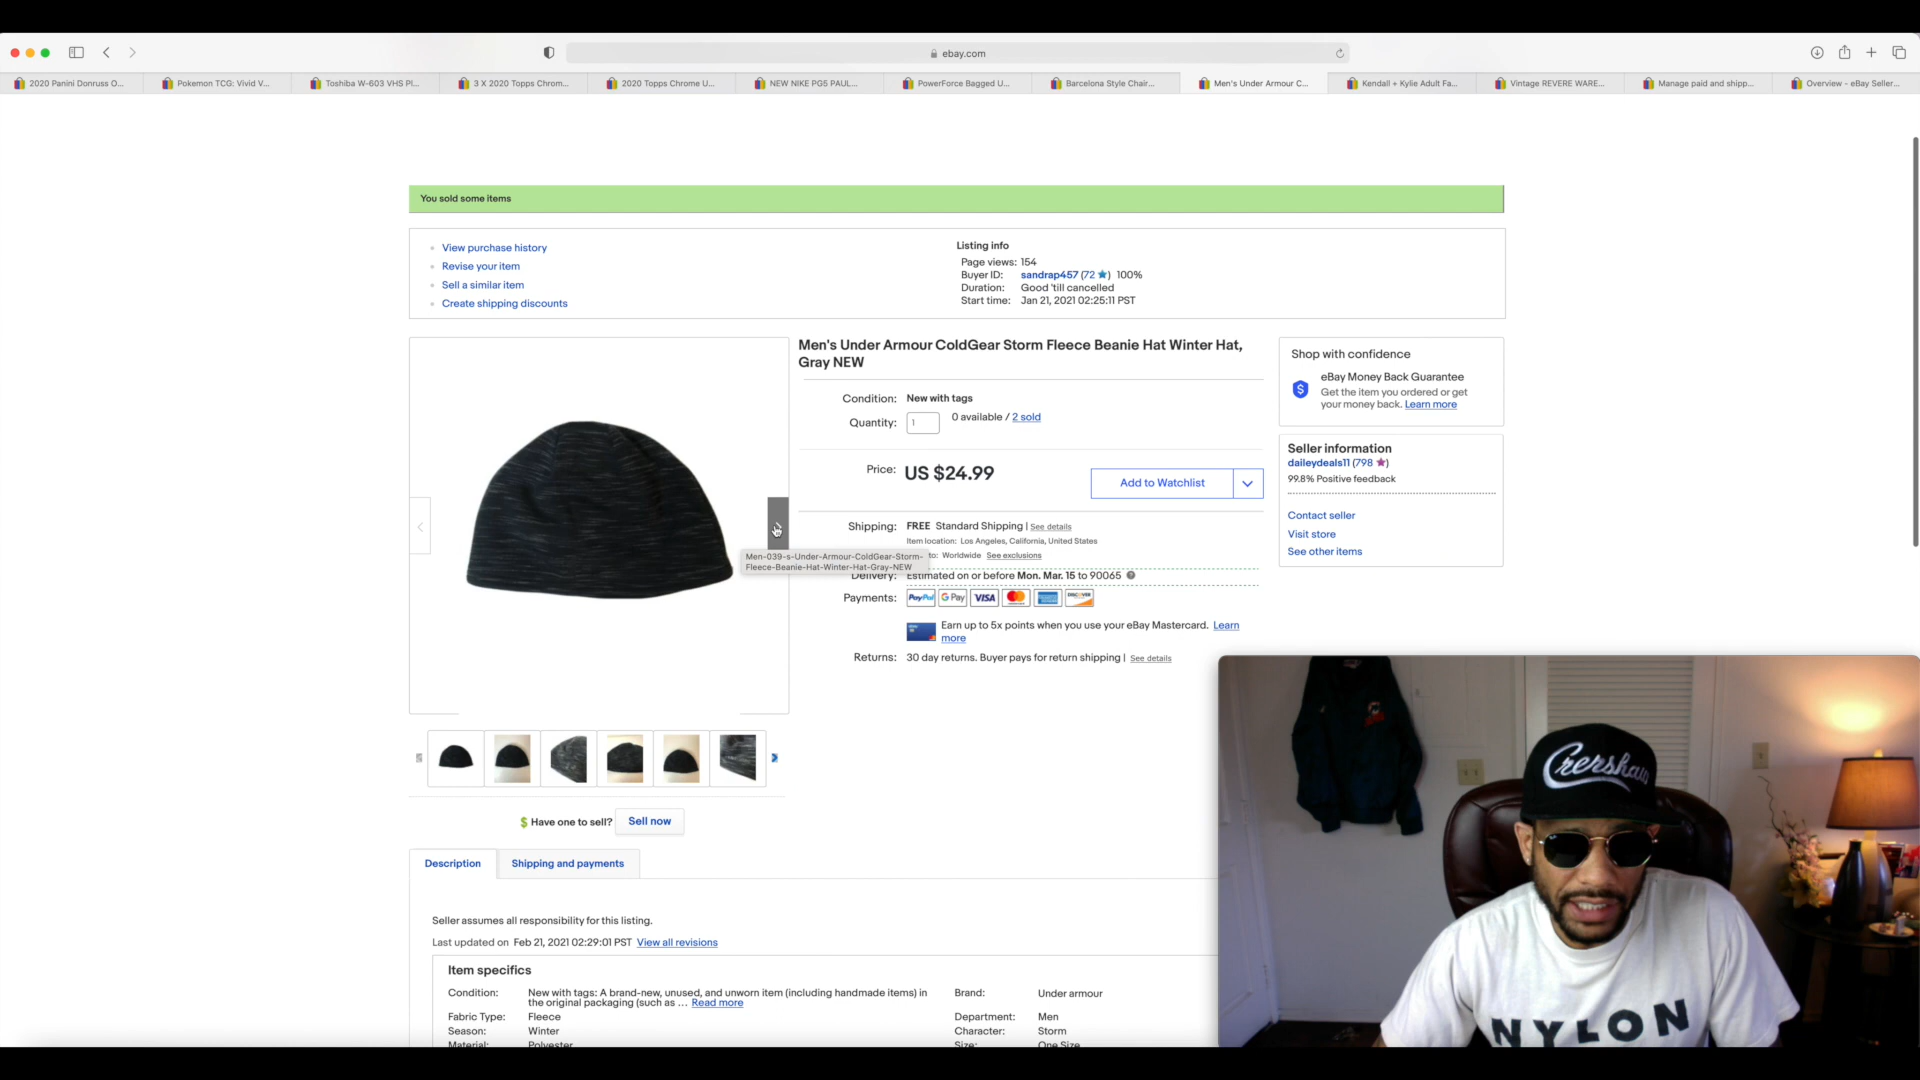 ebay.com
2020 Panini Donruss O...
Pokemon TCG: Vivid V...
Toshiba W-603 VHS Pl...
3 X 2020 Topps Chrom...
2020 Topps Chrome U...
NEW NIKE PG5 PAUL...
PowerForce Bagged U...
Barcelona Style Chair...
Men's Under Armour C...
Kendall + Kylie Adult Fa...
Vintage REVERE WARE...
Manage paid and shipp...
Overview - eBay Seller...
You sold some items
View purchase history
Revise your item
Sell a similar item
Create shipping discounts
Listing info
Page views: 154
Buyer ID: sandrap457 (72 ) 100%
Duration: Good 'till cancelled
Start time: Jan 21, 2021 02:25:11 PST
Men's Under Armour ColdGear Storm Fleece Beanie Hat Winter Hat,
Gray NEW
Condition: New with tags
Quantity: 1 0 available / 2 sold
Price: US $24.99
Add to Watchlist
Shipping: FREE Standard Shipping | See details
Item location: Los Angeles, California, United States
to: Worldwide See exclusions
Men-039-s-Under-Armour-ColdGear-Storm-
Fleece-Beanie-Hat-Winter-Hat-Gray-NEW
Delivery: Estimated on or before Mon. Mar. 15 to 90065
Payments: PayPal G Pay VISA DISCOVER
Earn up to 5x points when you use your eBay Mastercard. Learn
more
Returns: 30 day returns. Buyer pays for return shipping | See details
Shop with confidence
eBay Money Back Guarantee
Get the item you ordered or get
your money back. Learn more
Seller information
daileydeals11 (798 )
99.8% Positive feedback
Contact seller
Visit store
See other items
$ Have one to sell? Sell now
Description
Shipping and payments
Seller assumes all responsibility for this listing.
Last updated on Feb 21, 2021 02:29:01 PST View all revisions
Item specifics
Condition: New with tags: A brand-new, unused, and unworn item (including handmade items) in
the original packaging (such as ... Read more
Fabric Type: Fleece
Season: Winter
Material: Polyester
Brand: Under armour
Department: Men
Character: Storm
Size: One Size
Crenshaw
NYLON